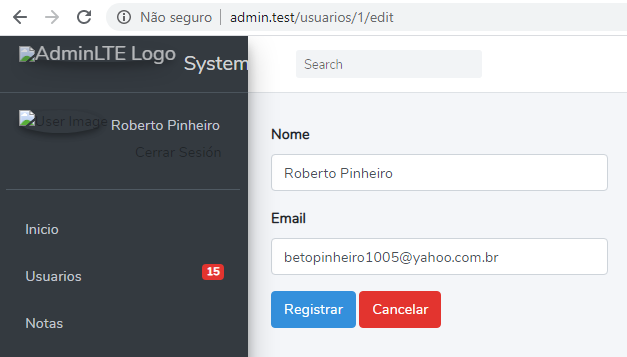 Não seguro | admin.test/usuarios/1/edit
AdminLTE Logo System
Search
User Image Roberto Pinheiro
Cerrar Sesión
Inicio
Usuarios 15
Notas
Nome
Roberto Pinheiro
Email
betopinheiro1005@yahoo.com.br
Registrar Cancelar